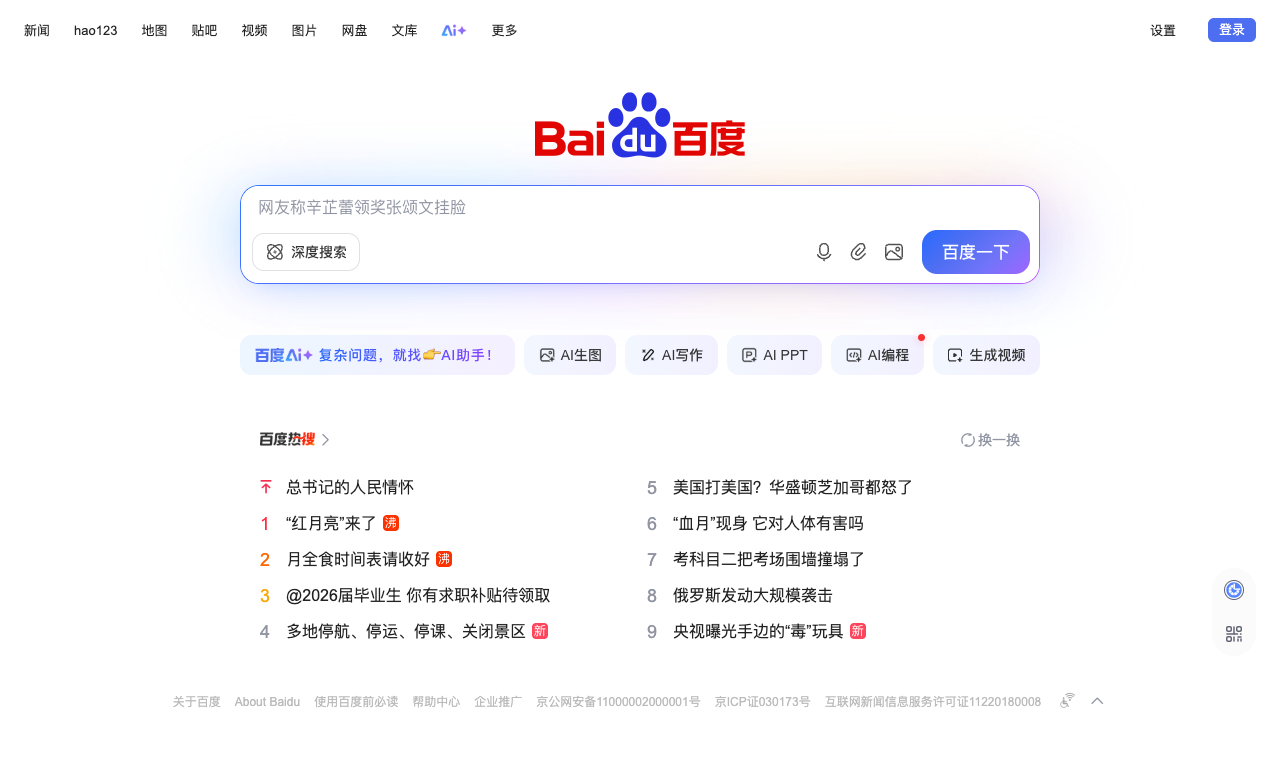 新闻 hao123 地图 贴吧 视频 图片 网盘 文库 Ai+ 更多 设置 登录
Bai du 百度
网友称辛芷蕾领奖张颂文挂脸
深度搜索 百度一下
百度Ai+ 复杂问题，就找👉AI助手！ AI生图 AI写作 AI PPT AI编程 生成视频
百度热搜 换一换
总书记的人民情怀
1 “红月亮”来了 沸
2 月全食时间表请收好 沸
3 @2026届毕业生 你有求职补贴待领取
4 多地停航、停运、停课、关闭景区 新
5 美国打美国？华盛顿芝加哥都怒了
6 “血月”现身 它对人体有害吗
7 考科目二把考场围墙撞塌了
8 俄罗斯发动大规模袭击
9 央视曝光手边的“毒”玩具 新
关于百度 About Baidu 使用百度前必读 帮助中心 企业推广 京公网安备11000002000001号 京ICP证030173号 互联网新闻信息服务许可证11220180008